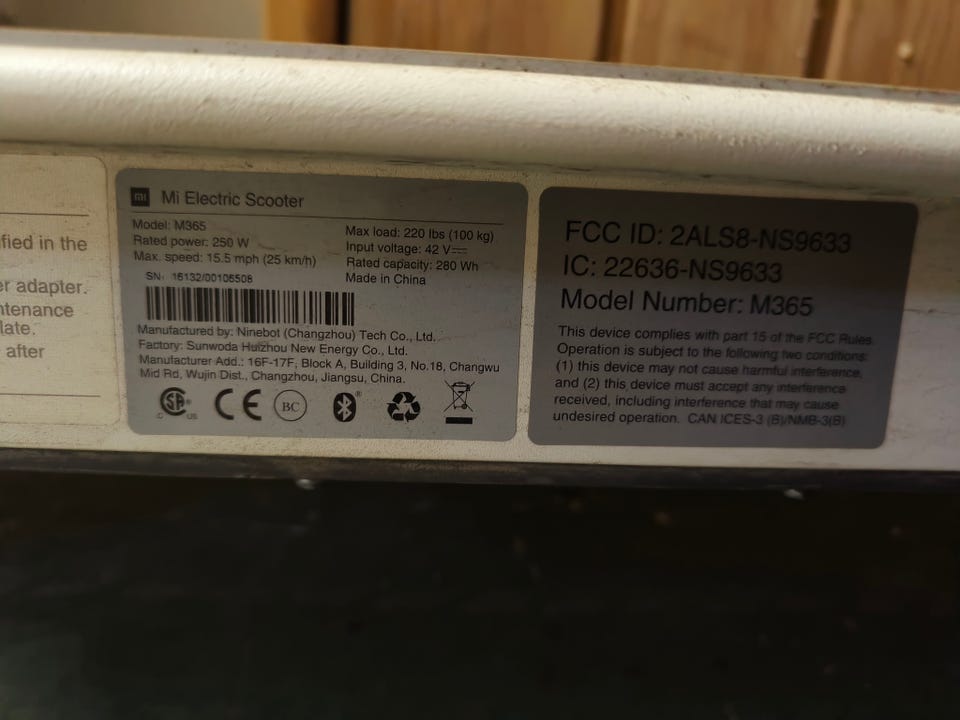 fied in the
er adapter.
ntenance
late.
after
mi Mi Electric Scooter
Model: M365
Rated power: 250 W
Max. speed: 15.5 mph (25 km/h)
SN: 16132/00106508
Max load: 220 lbs (100 kg)
Input voltage: 42 V⎓
Rated capacity: 280 Wh
Made in China
Manufactured by: Ninebot (Changzhou) Tech Co., Ltd.
Factory: Sunwoda Huizhou New Energy Co., Ltd.
Manufacturer Add.: 16F-17F, Block A, Building 3, No.18, Changwu
Mid Rd, Wujin Dist., Changzhou, Jiangsu, China.
C SA® US CE BC ®
FCC ID: 2ALS8-NS9633
IC: 22636-NS9633
Model Number: M365
This device complies with part 15 of the FCC Rules.
Operation is subject to the following two conditions:
(1) this device may not cause harmful interference,
and (2) this device must accept any interference
received, including interference that may cause
undesired operation. CAN ICES-3 (B)/NMB-3(B)